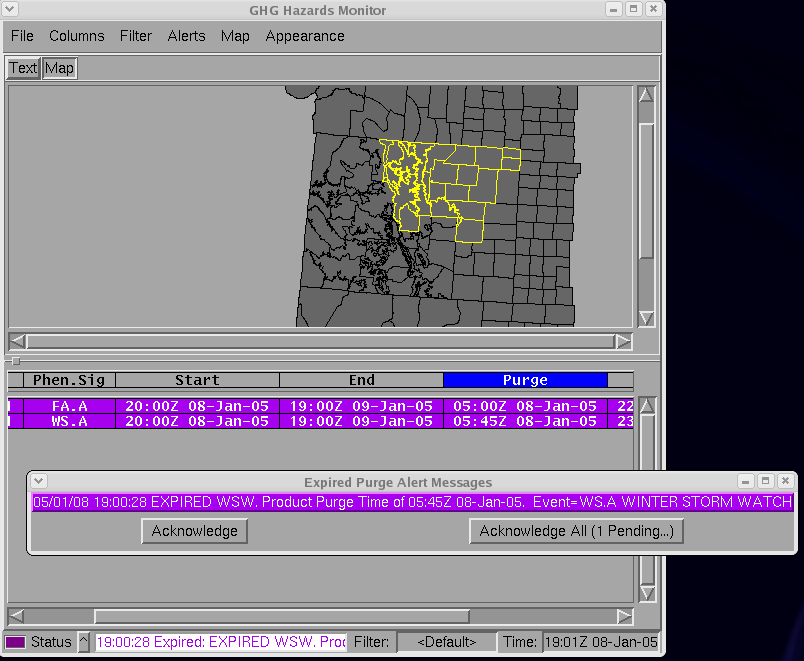 GHG Hazards Monitor
File Columns Filter Alerts Map Appearance
Text Map
Phen.Sig Start End Purge
FA.A 20:00Z 08-Jan-05 19:00Z 09-Jan-05 05:00Z 08-Jan-05 22
WS.A 20:00Z 08-Jan-05 19:00Z 09-Jan-05 05:45Z 08-Jan-05 23
Expired Purge Alert Messages
05/01/08 19:00:28 EXPIRED WSW. Product Purge Time of 05:45Z 08-Jan-05. Event=WS.A WINTER STORM WATCH
Acknowledge Acknowledge All (1 Pending...)
Status 19:00:28 Expired: EXPIRED WSW. Proc Filter: <Default> Time: 19:01Z 08-Jan-05